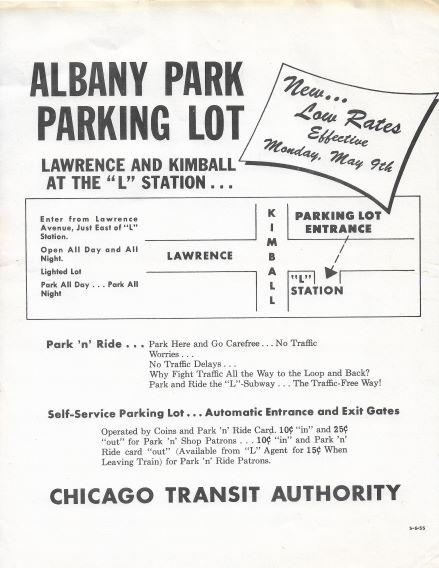 ALBANY PARK
PARKING LOT
New...
Low Rates
Effective
Monday, May 9th
LAWRENCE AND KIMBALL
AT THE "L" STATION...
Enter from Lawrence
Avenue, Just East of "L"
Station.
Open All Day and All
Night.
Lighted Lot
Park All Day... Park All
Night
LAWRENCE
KIMBALL
PARKING LOT
ENTRANCE
"L"
STATION
Park 'n' Ride... Park Here and Go Carefree... No Traffic
Worries...
No Traffic Delays...
Why Fight Traffic All the Way to the Loop and Back?
Park and Ride the "L"-Subway... The Traffic-Free Way!
Self-Service Parking Lot... Automatic Entrance and Exit Gates
Operated by Coins and Park 'n' Ride Card. 10¢ "in" and 25¢
"out" for Park 'n' Shop Patrons... 10¢ "in" and Park 'n'
Ride card "out" (Available from "L" Agent for 15¢ When
Leaving Train) for Park 'n' Ride Patrons.
CHICAGO TRANSIT AUTHORITY
5-6-55